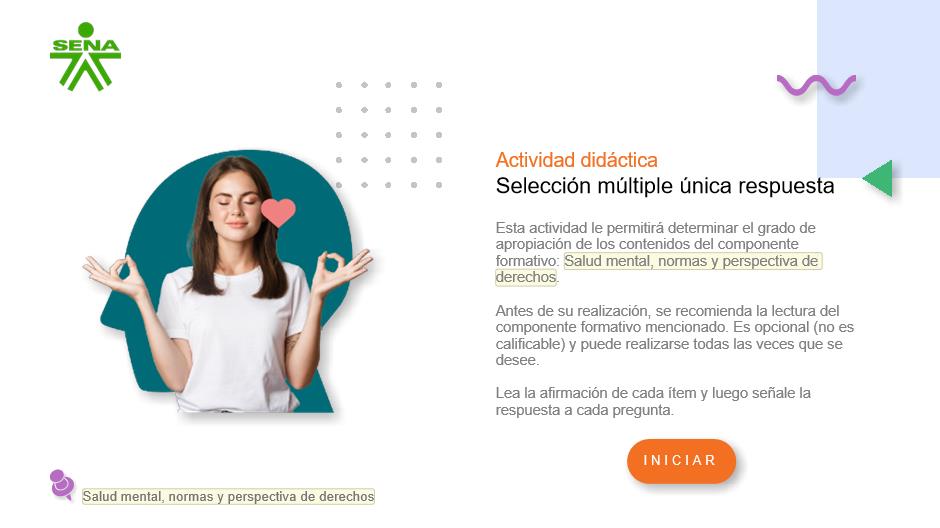 SENA
Actividad didáctica
Selección múltiple única respuesta
Esta actividad le permitirá determinar el grado de
apropiación de los contenidos del componente
formativo: Salud mental, normas y perspectiva de
derechos.
Antes de su realización, se recomienda la lectura del
componente formativo mencionado. Es opcional (no es
calificable) y puede realizarse todas las veces que se
desee.
Lea la afirmación de cada ítem y luego señale la
respuesta a cada pregunta.
INICIAR
Salud mental, normas y perspectiva de derechos